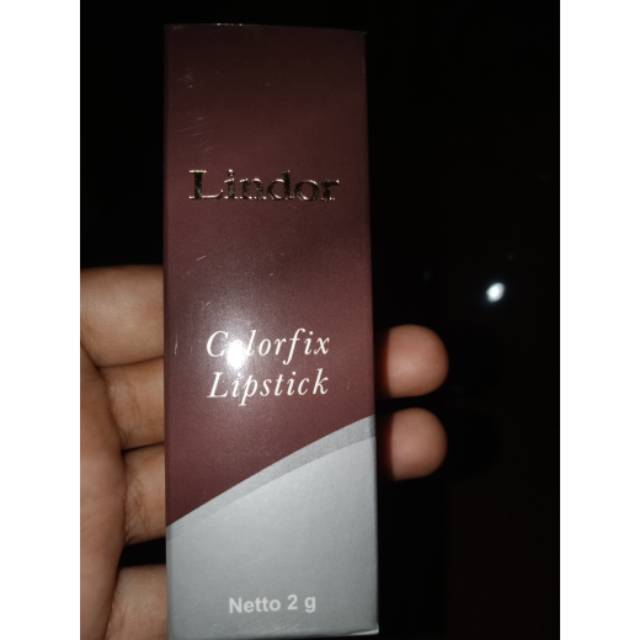 Lindor
Colorfix
Lipstick
Netto 2 g